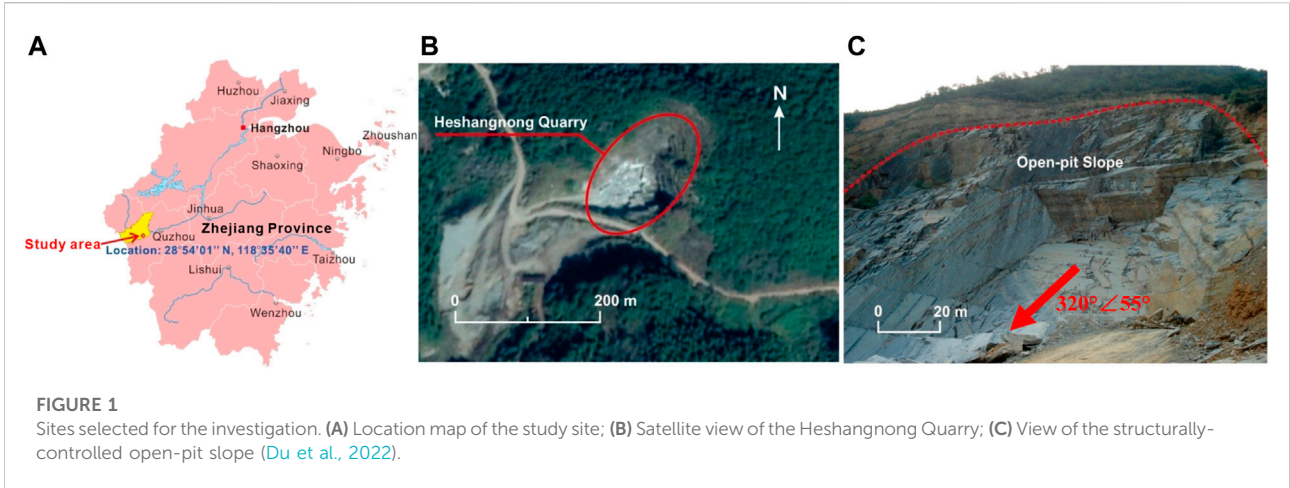 A
Huzhou
Jiaxing
Hangzhou
Zhoushan
Ningbo
Shaoxing
Jinhua
Zhejiang Province
Quzhou
Study area
Location: 28°54'01'' N, 118°35'40'' E
Taizhou
Lishui
Wenzhou
B
N
Heshangnong Quarry
0
200 m
C
Open-pit Slope
320°∠55°
0
20 m
FIGURE 1
Sites selected for the investigation. (A) Location map of the study site; (B) Satellite view of the Heshangnong Quarry; (C) View of the structurally-
controlled open-pit slope (Du et al., 2022).